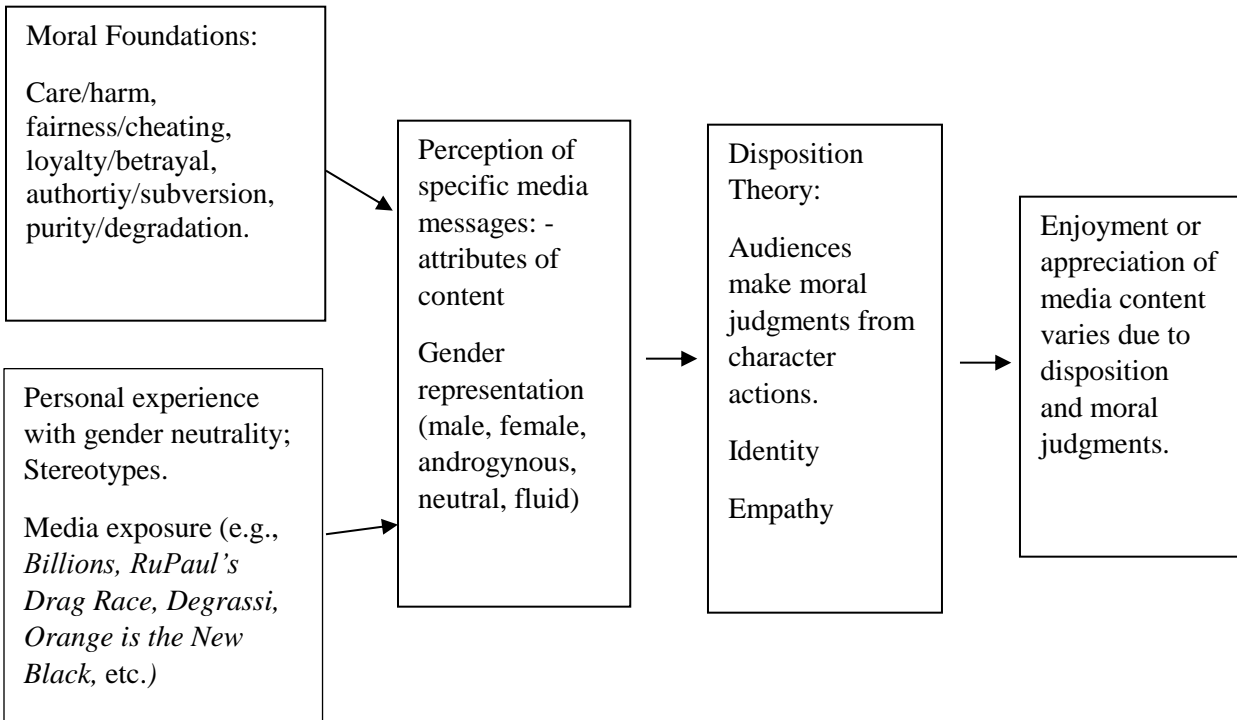 Moral Foundations:
Care/harm,
fairness/cheating,
loyalty/betrayal,
authortiy/subversion,
purity/degradation.
Personal experience
with gender neutrality;
Stereotypes.
Media exposure (e.g.,
Billions, RuPaul’s
Drag Race, Degrassi,
Orange is the New
Black, etc.)
Perception of
specific media
messages: -
attributes of
content
Gender
representation
(male, female,
androgynous,
neutral, fluid)
Disposition
Theory:
Audiences
make moral
judgments from
character
actions.
Identity
Empathy
Enjoyment or
appreciation of
media content
varies due to
disposition
and moral
judgments.